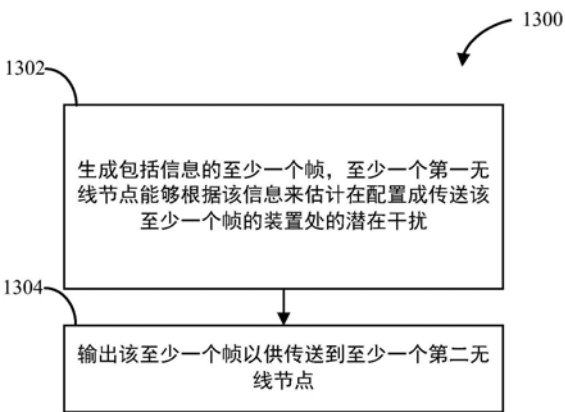 1300
1302
生成包括信息的至少一个帧，至少一个第一无
线节点能够根据该信息来估计在配置成传送该
至少一个帧的装置处的潜在干扰
1304
输出该至少一个帧以供传送到至少一个第二无
线节点